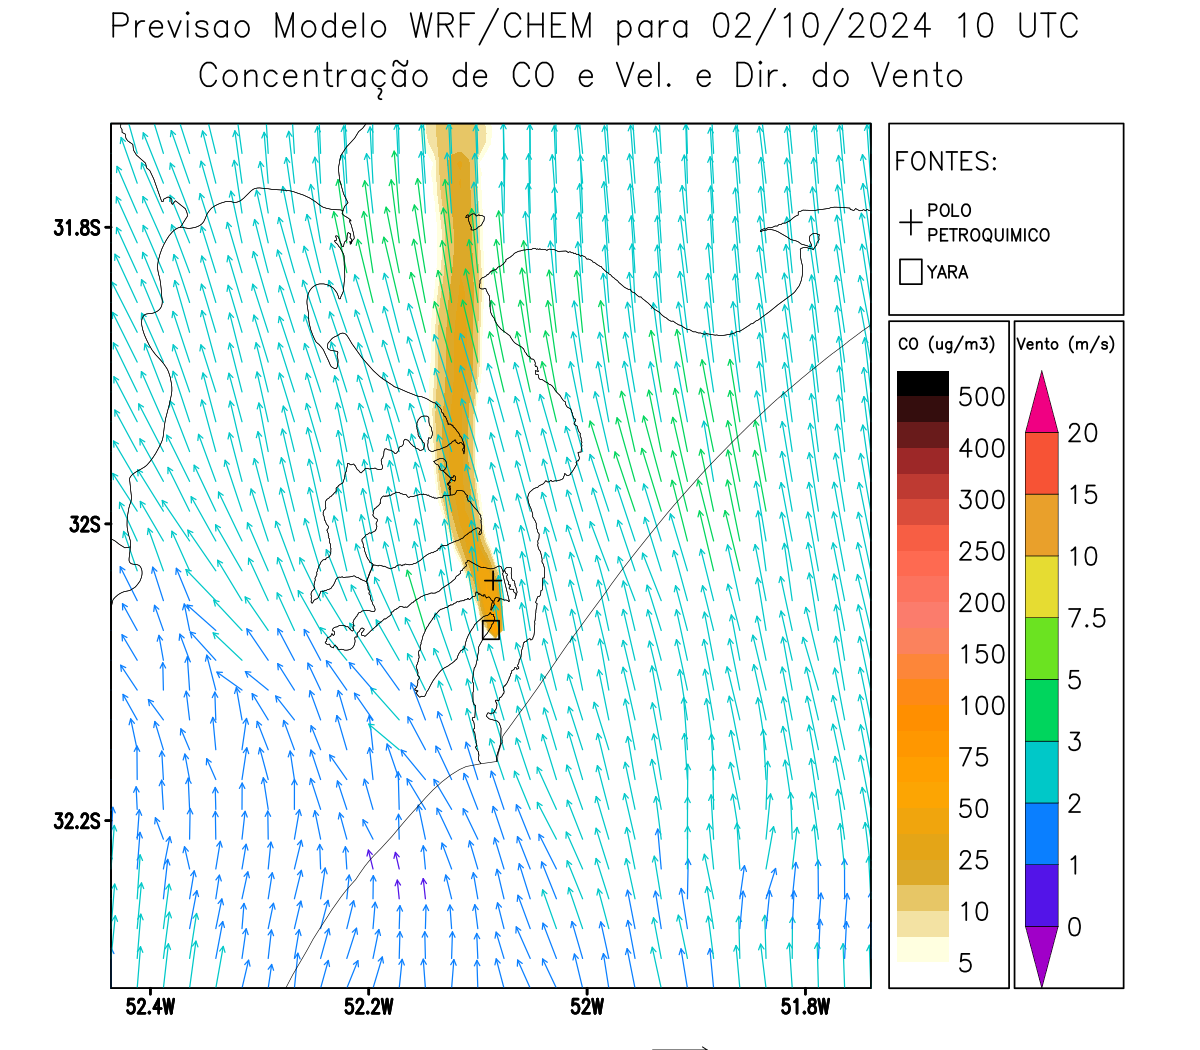 Previsao Modelo WRF/CHEM para 02/10/2024 10 UTC
Concentração de CO e Vel. e Dir. do Vento
FONTES:
POLO
PETROQUIMICO
YARA
CO (ug/m3)
500
400
300
250
200
150
100
75
50
25
10
5
Vento (m/s)
20
15
10
7.5
5
3
2
1
0
31.8S
32S
32.2S
52.4W
52.2W
52W
51.8W